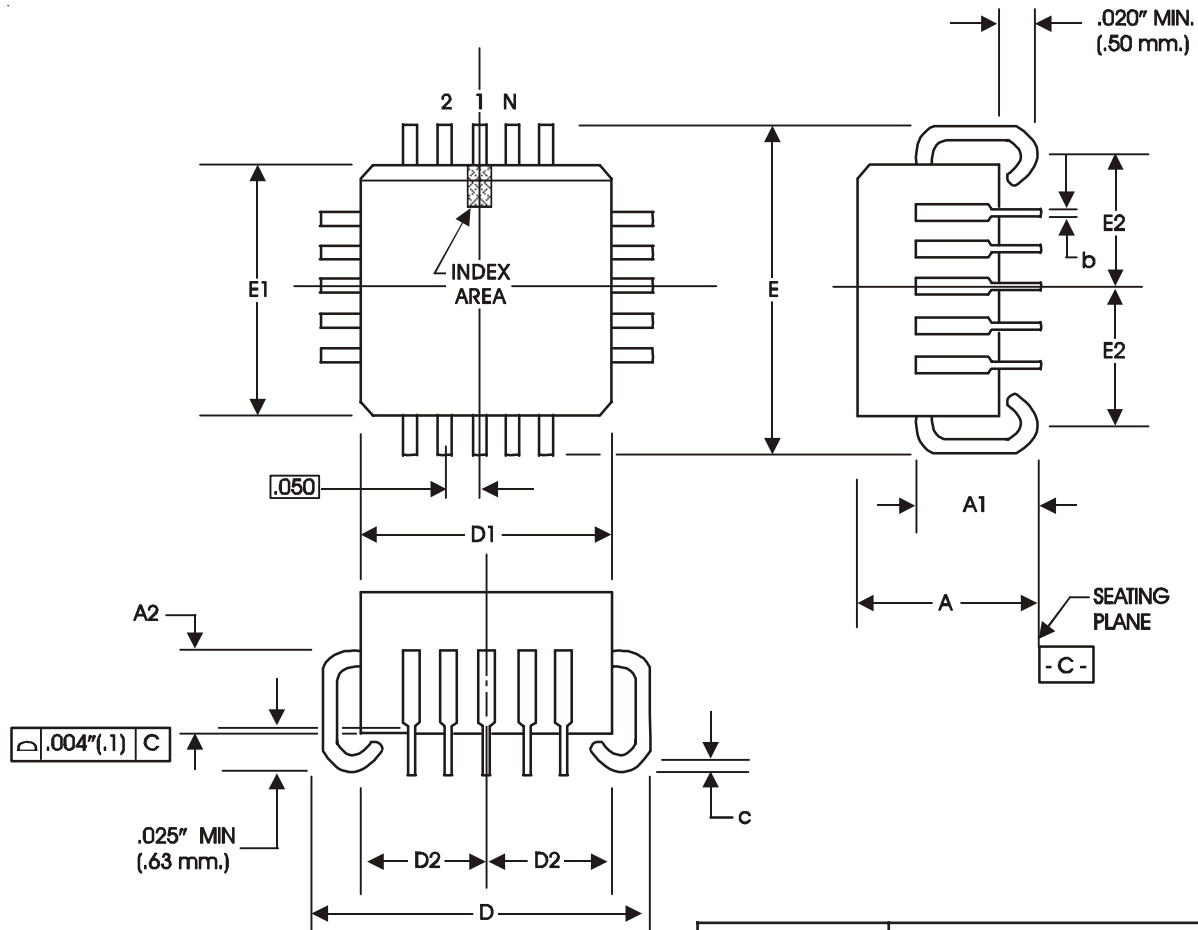 .020" MIN.
(.50 mm.)
2 1 N
E1
INDEX
AREA
E
E2
b
E2
.050
D1
A1
A
SEATING
PLANE
- C -
A2
.004"(.1) C
.025" MIN
(.63 mm.)
c
D2 D2
D